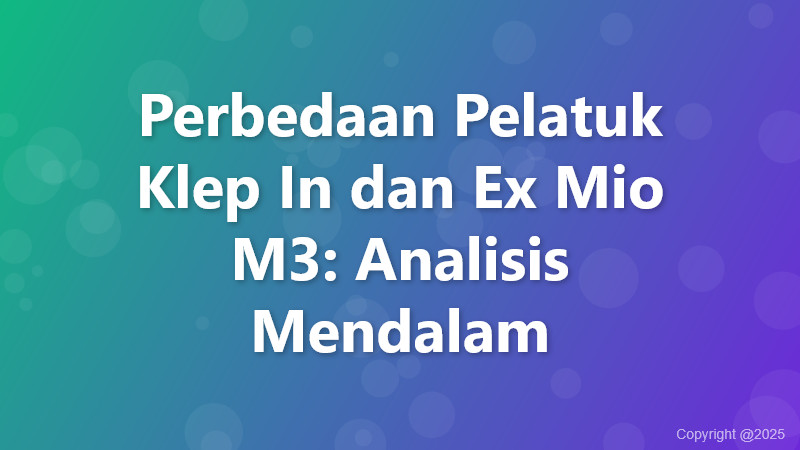 Perbedaan Pelatuk
Klep In dan Ex Mio
M3: Analisis
Mendalam
Copyright @2025